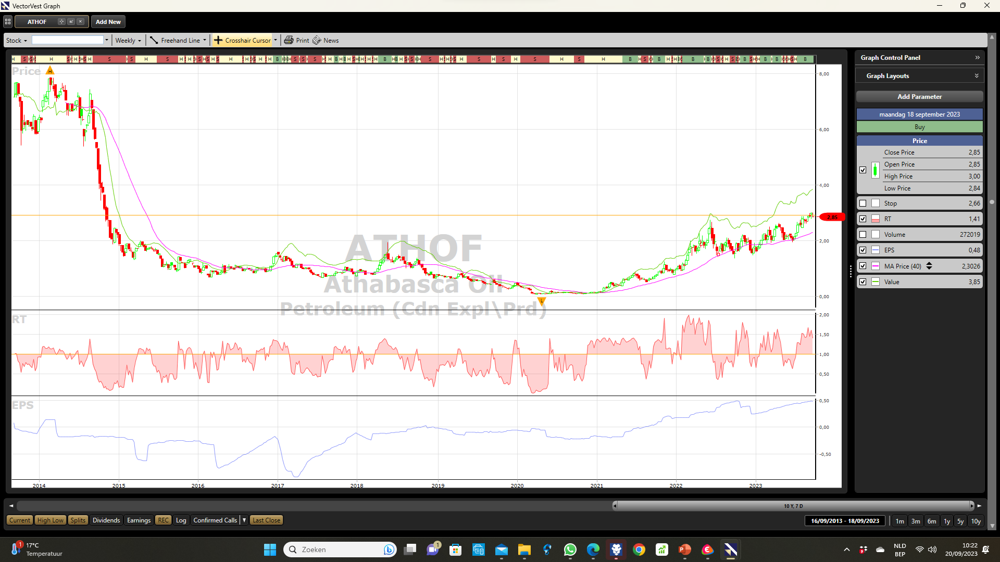 VectorVest Graph
ATHOF
Add New
Stock
Weekly
Freehand Line
Crosshair Cursor
Print
News
Price
H
8,00
6,00
4,00
2,85
2,00
0,00
ATHOF
Athabasca Oil
Petroleum (Cdn Expl\Prd)
L
RT
2,00
1,50
1,00
0,50
EPS
0,50
0,00
-0,50
2014 2015 2016 2017 2018 2019 2020 2021 2022 2023
Graph Control Panel
Graph Layouts
Add Parameter
maandag 18 september 2023
Buy
Price
Close Price 2,85
Open Price 2,85
High Price 3,00
Low Price 2,84
Stop 2,66
RT 1,41
Volume 272019
EPS 0,48
MA Price (40) 2,3026
Value 3,85
10 Y, 7 D
Current High Low Splits Dividends Earnings REC Log Confirmed Calls Last Close
16/09/2013 - 18/09/2023 1m 3m 6m 1y 5y 10y
1
17°C
Temperatuur
Zoeken
1
NLD
BEP
10:22
20/09/2023